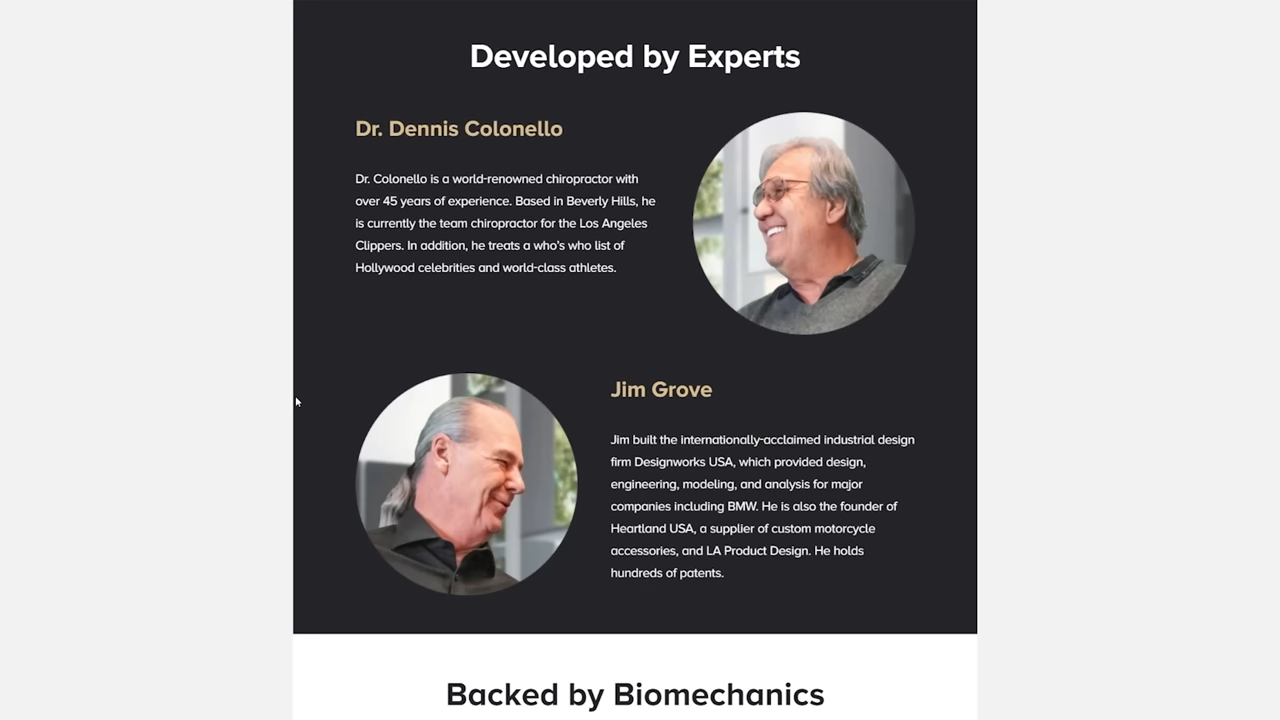 Developed by Experts
Dr. Dennis Colonello
Dr. Colonello is a world-renowned chiropractor with
over 45 years of experience. Based in Beverly Hills, he
is currently the team chiropractor for the Los Angeles
Clippers. In addition, he treats a who's who list of
Hollywood celebrities and world-class athletes.
Jim Grove
Jim built the internationally-acclaimed industrial design
firm Designworks USA, which provided design,
engineering, modeling, and analysis for major
companies including BMW. He is also the founder of
Heartland USA, a supplier of custom motorcycle
accessories, and LA Product Design. He holds
hundreds of patents.
Backed by Biomechanics